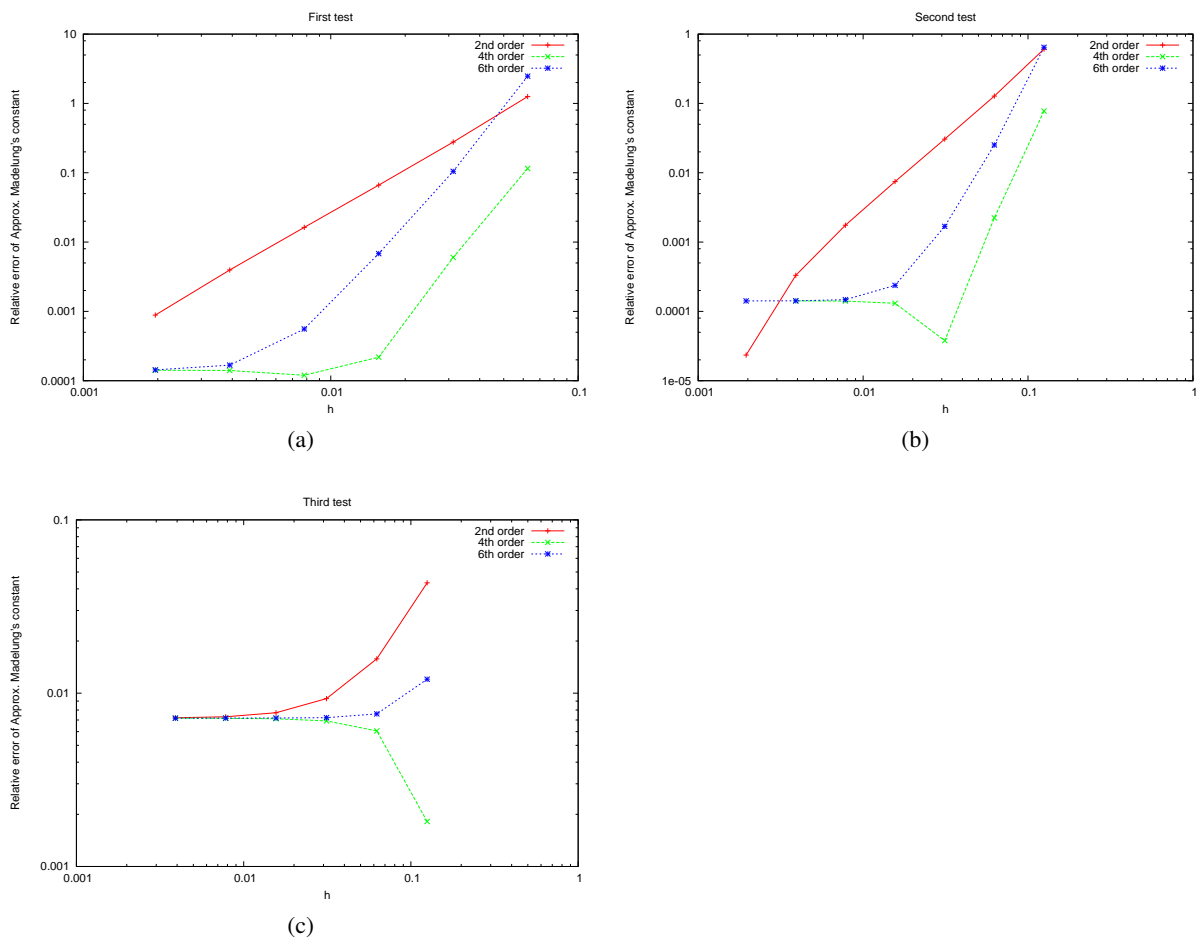 First test
Relative error of Approx. Madelung's constant
10
1
0.1
0.01
0.001
0.0001
2nd order
4th order
6th order
0.001
0.01
0.1
h
(a)
Second test
Relative error of Approx. Madelung's constant
1
0.1
0.01
0.001
0.0001
1e-05
2nd order
4th order
6th order
0.001
0.01
0.1
1
h
(b)
Third test
Relative error of Approx. Madelung's constant
0.1
0.01
0.001
2nd order
4th order
6th order
0.001
0.01
0.1
1
h
(c)